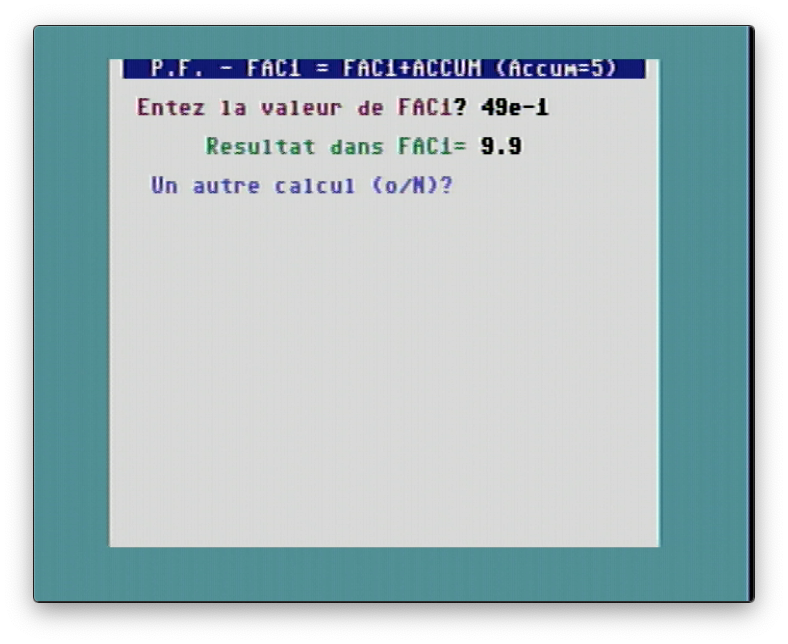 P.F. - FAC1 = FAC1+ACCUM (Accum=5)
Entez la valeur de FAC1? 49e-1
Resultat dans FAC1= 9.9
Un autre calcul (o/N)?